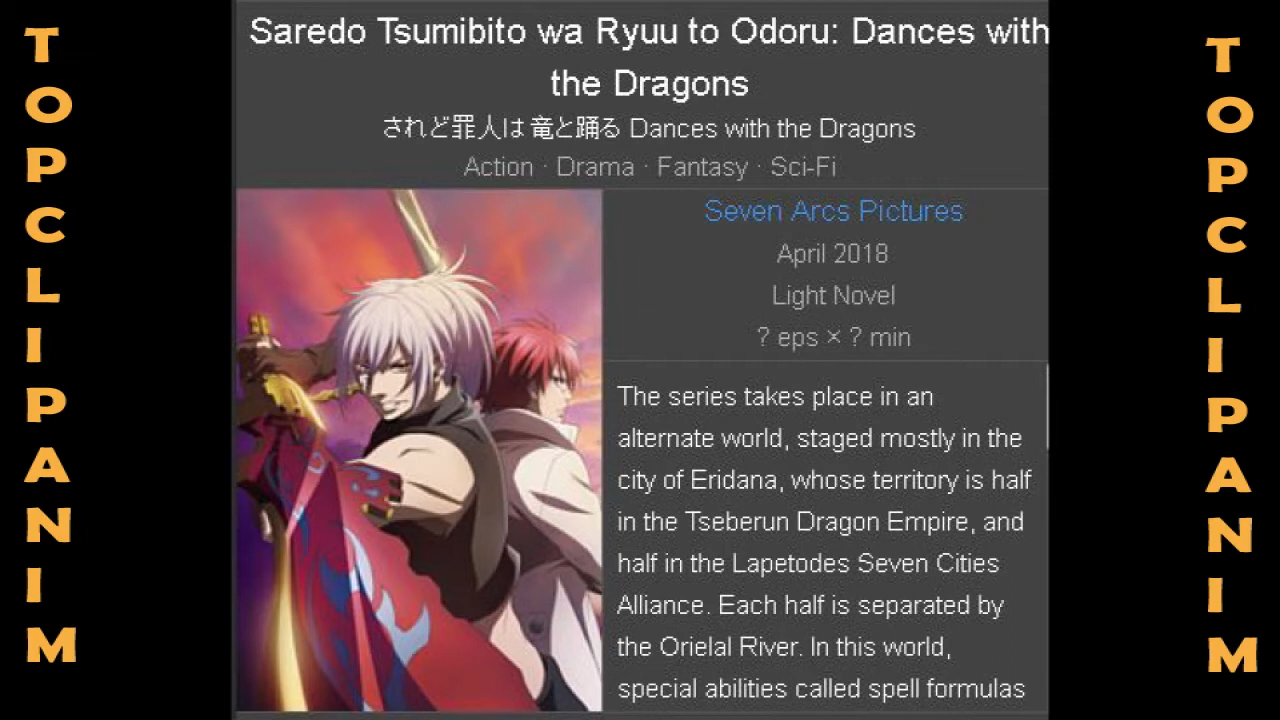 TOPCLIPANIM
Saredo Tsumibito wa Ryuu to Odoru: Dances with
the Dragons
されど罪人は竜と踊る Dances with the Dragons
Action · Drama · Fantasy · Sci-Fi
Seven Arcs Pictures
April 2018
Light Novel
? eps × ? min
The series takes place in an
alternate world, staged mostly in the
city of Eridana, whose territory is half
in the Tseberun Dragon Empire, and
half in the Lapetodes Seven Cities
Alliance. Each half is separated by
the Orielal River. In this world,
special abilities called spell formulas
TOPCLIPANIM